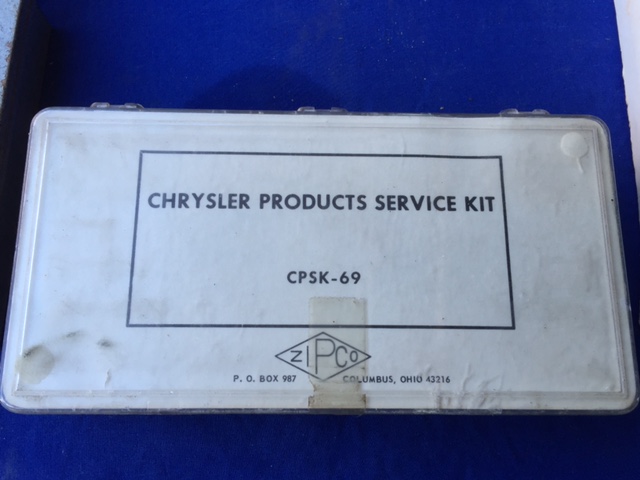 CHRYSLER PRODUCTS SERVICE KIT
CPSK-69
ZIPCO
P. O. BOX 987 COLUMBUS, OHIO 43216